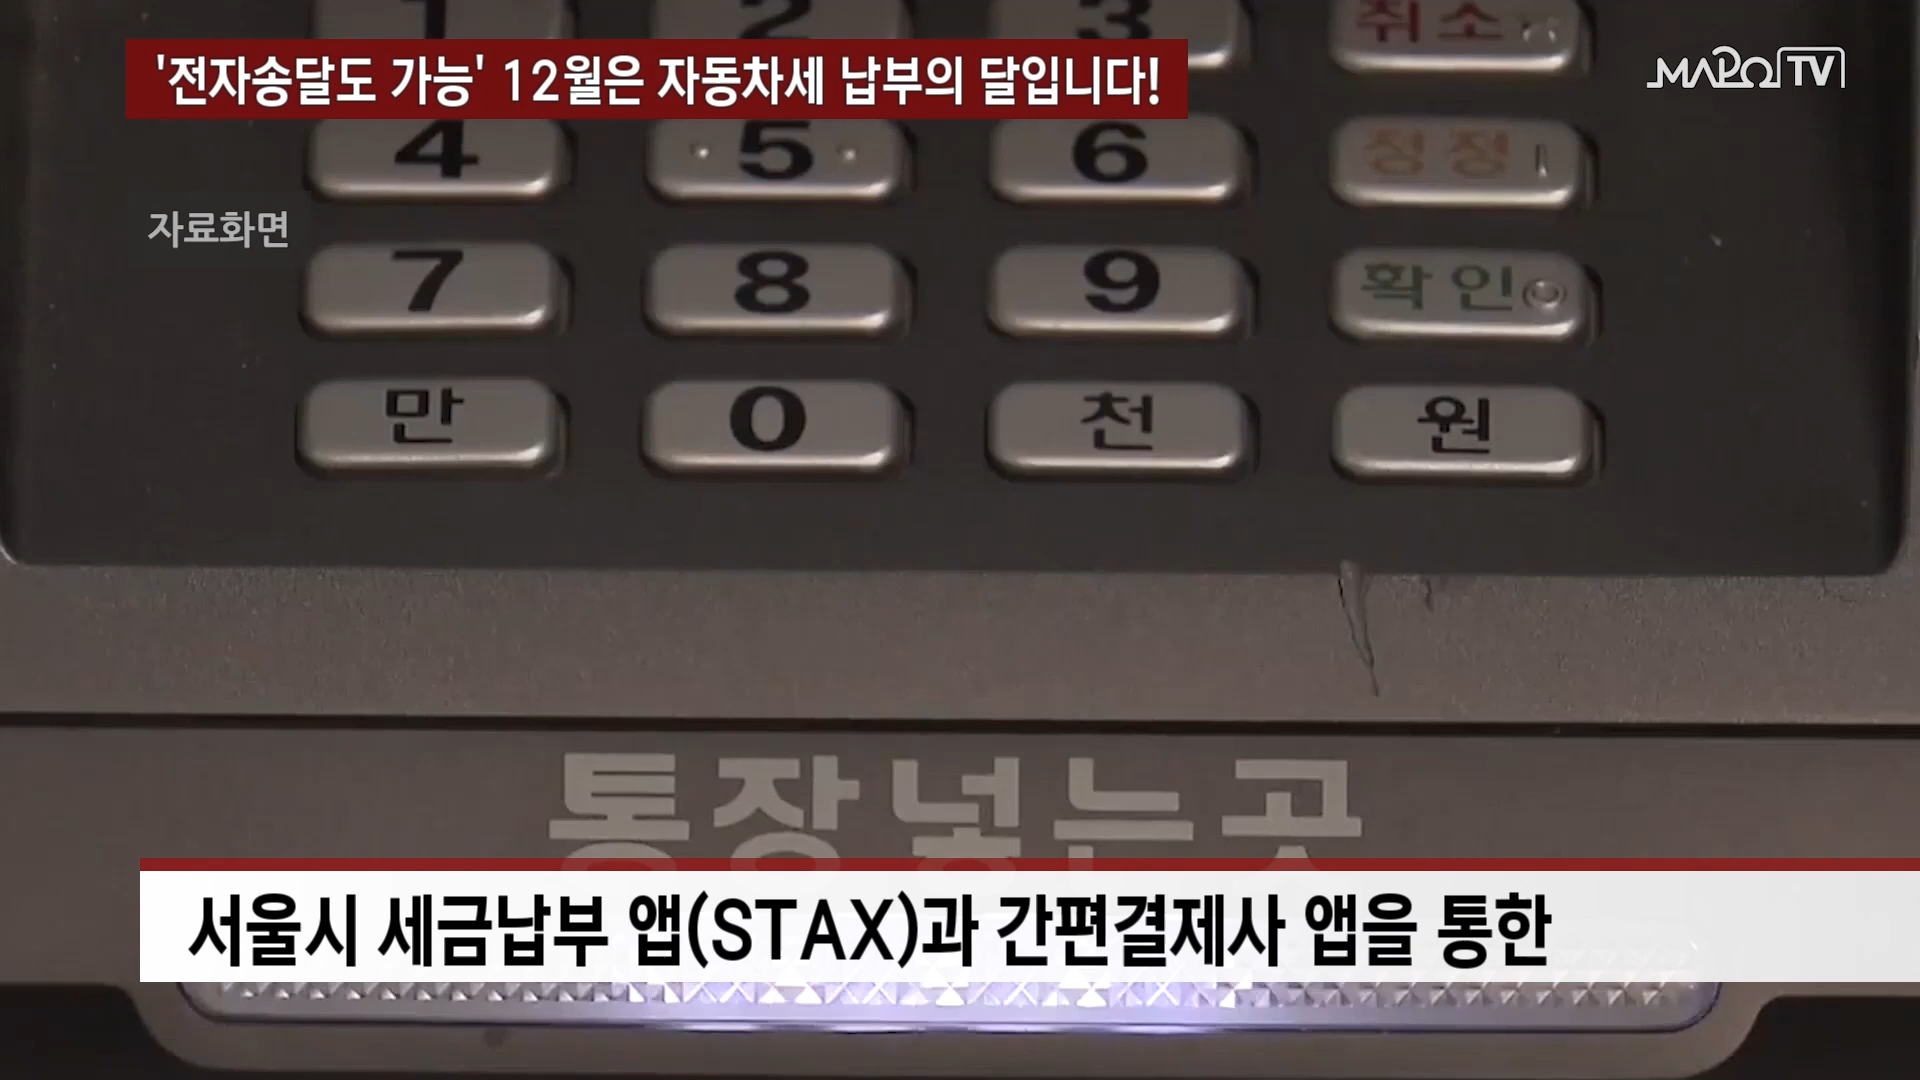 1 2 3 취소
'전자송달도 가능' 12월은 자동차세 납부의 달입니다!
MAPO TV
4 5 6 정정
자료화면
7 8 9 확인
만 0 천 원
통장넣는곳
서울시 세금납부 앱(STAX)과 간편결제사 앱을 통한